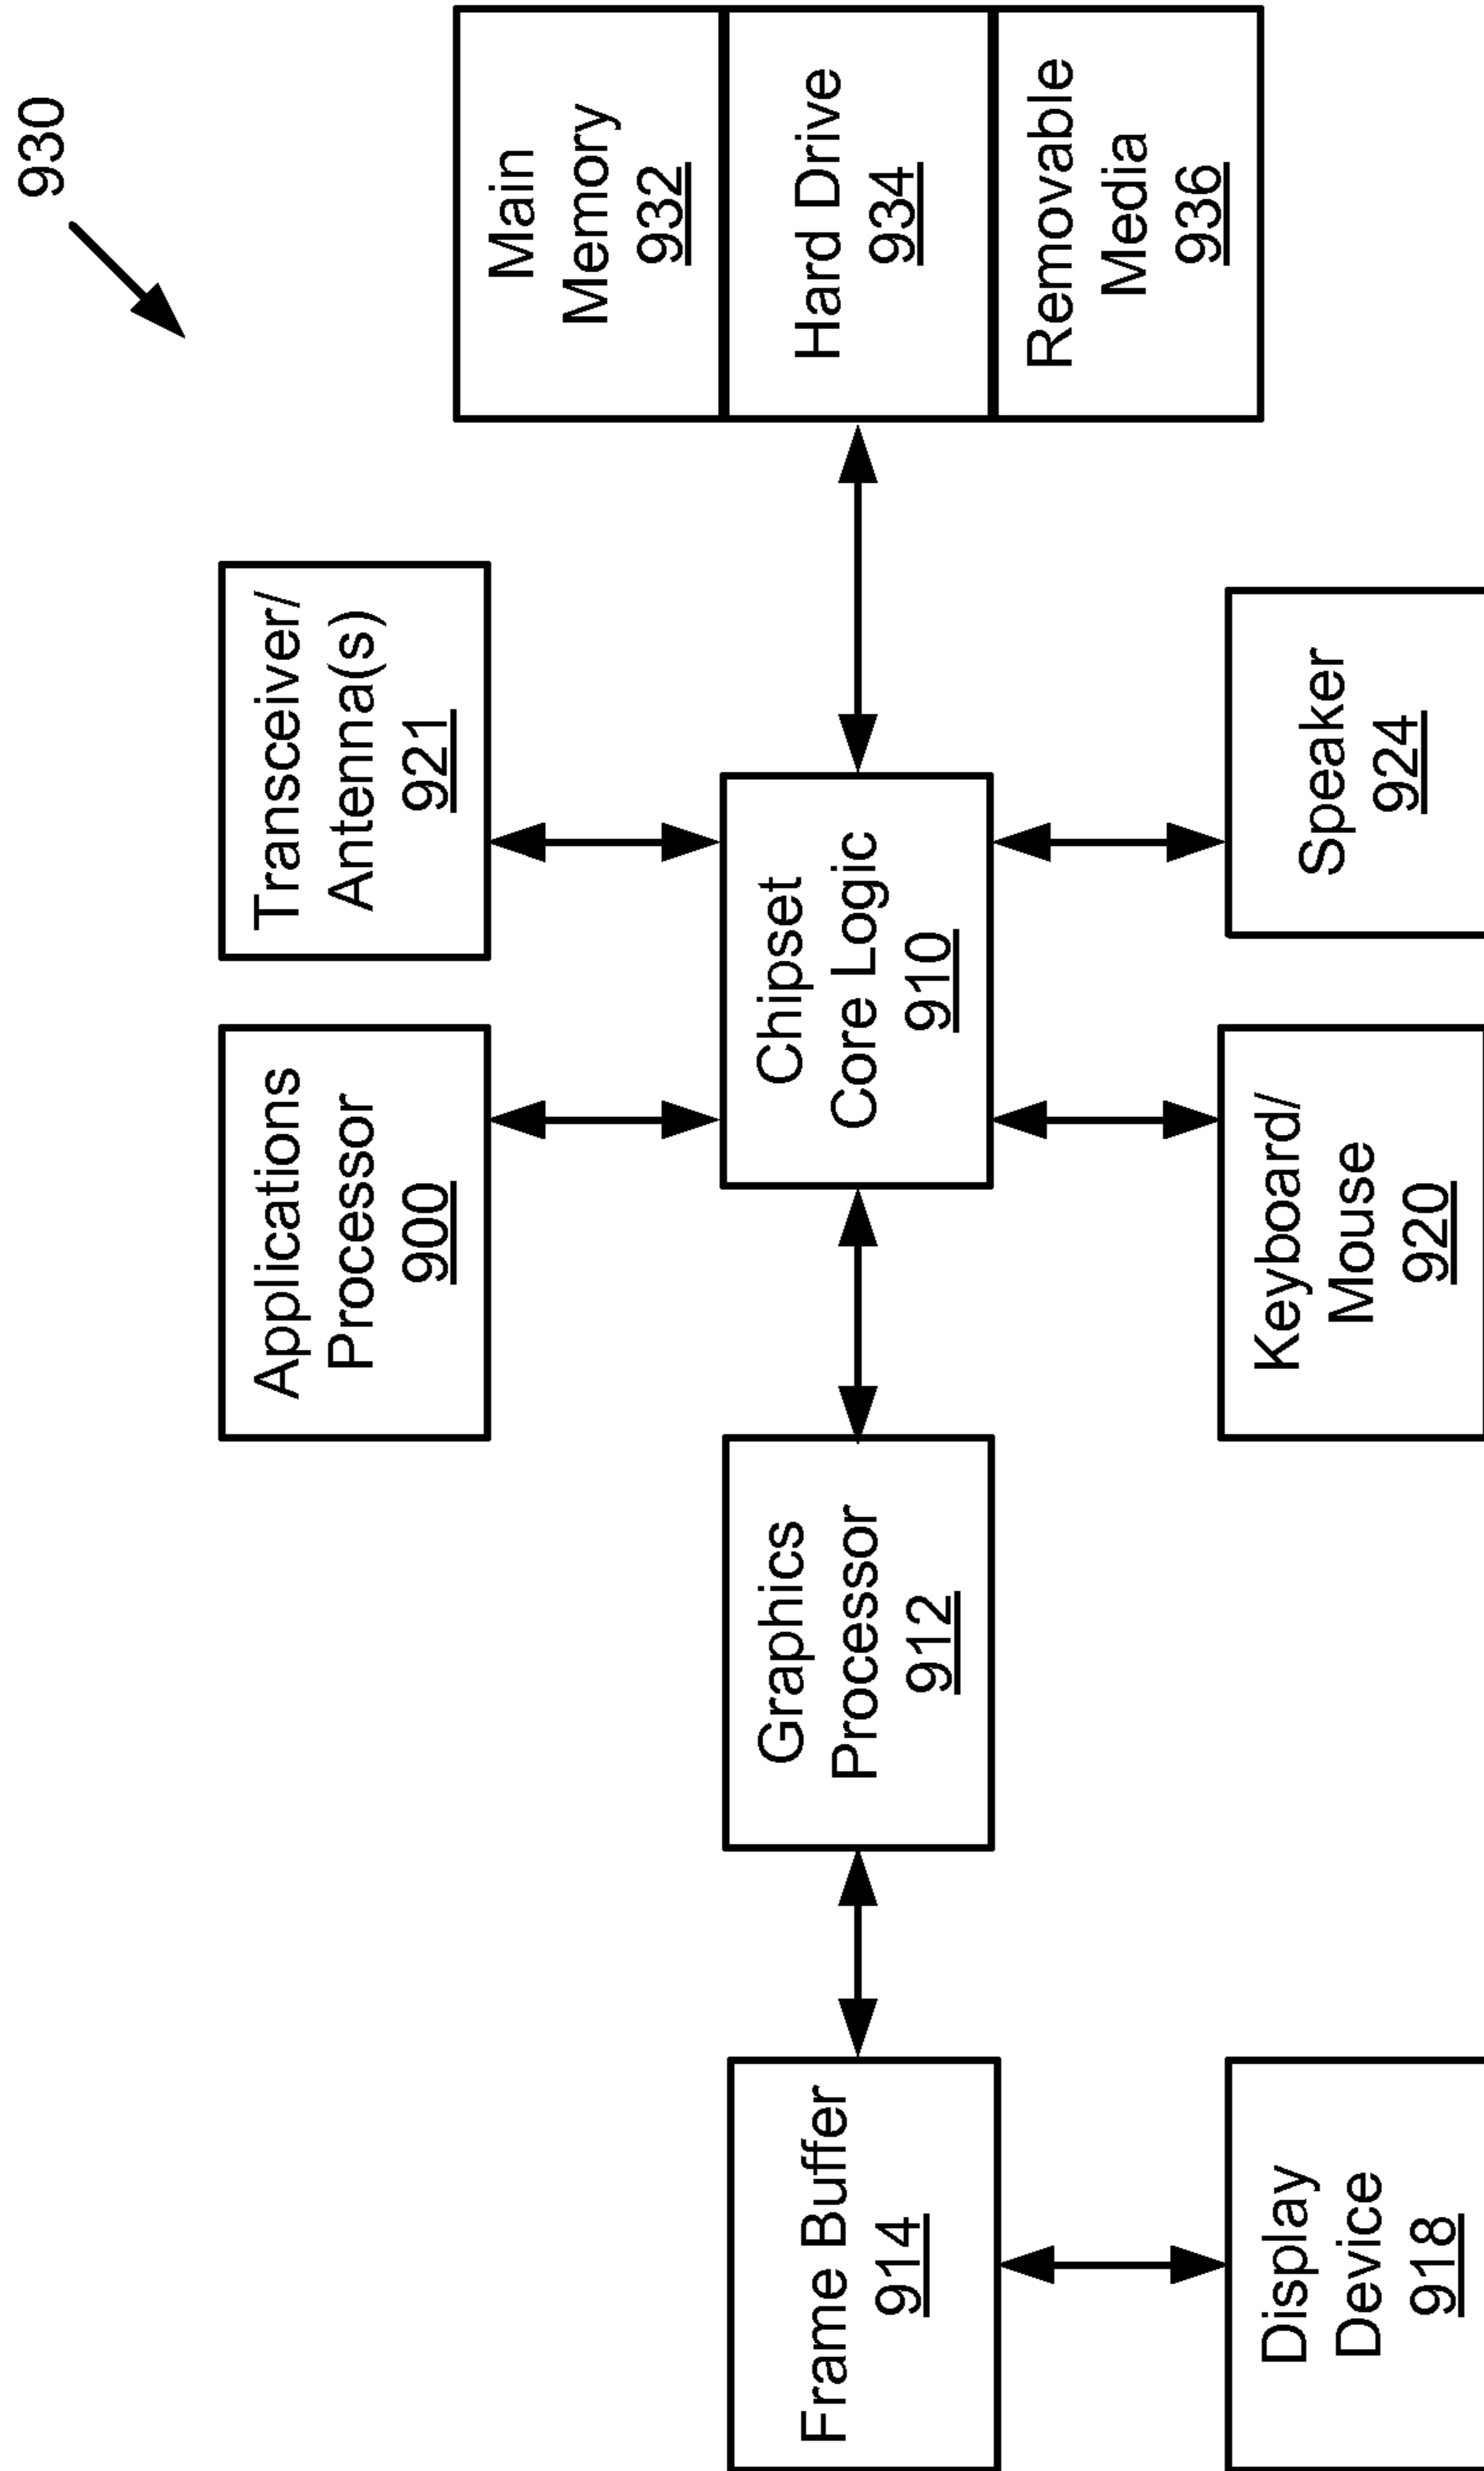 930
Applications
Processor
900
Transceiver/
Antenna(s)
921
Main
Memory
932
Frame Buffer
914
Graphics
Processor
912
Chipset
Core Logic
910
Hard Drive
934
Removable
Media
936
Display
Device
918
Keyboard/
Mouse
920
Speaker
924